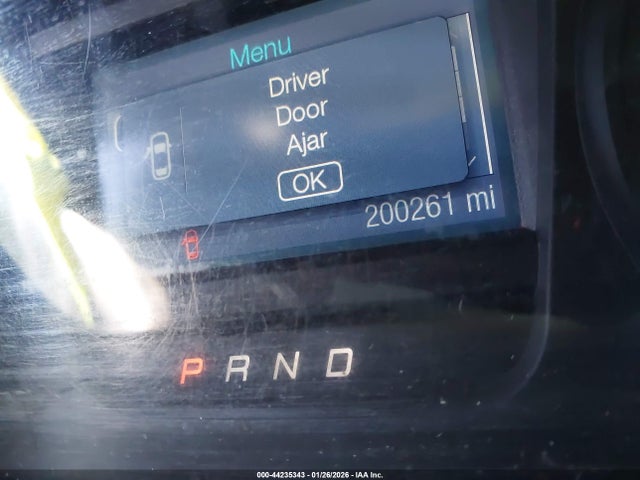 Menu
Driver
Door
Ajar
OK
200261 mi
P R N D
000-44235343 - 01/26/2026 - IAA Inc.